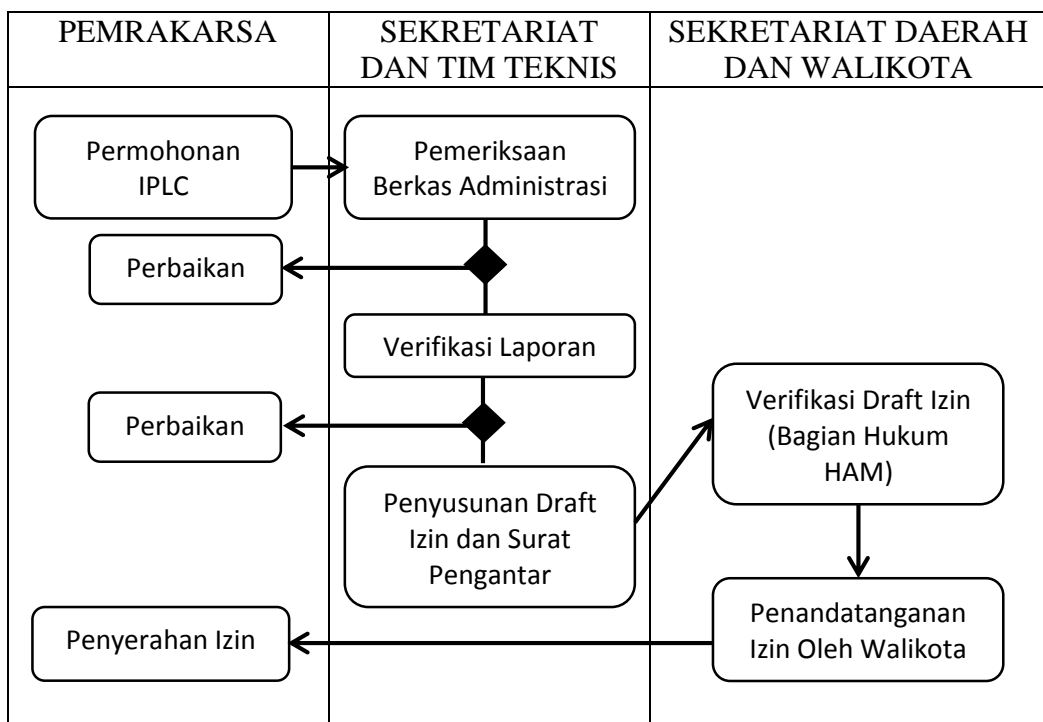 PEMRAKARSA
SEKRETARIAT
DAN TIM TEKNIS
SEKRETARIAT DAERAH
DAN WALIKOTA
Permohonan
IPLC
Pemeriksaan
Berkas Administrasi
Perbaikan
Verifikasi Laporan
Perbaikan
Verifikasi Draft Izin
(Bagian Hukum
HAM)
Penyusunan Draft
Izin dan Surat
Pengantar
Penyerahan Izin
Penandatanganan
Izin Oleh Walikota